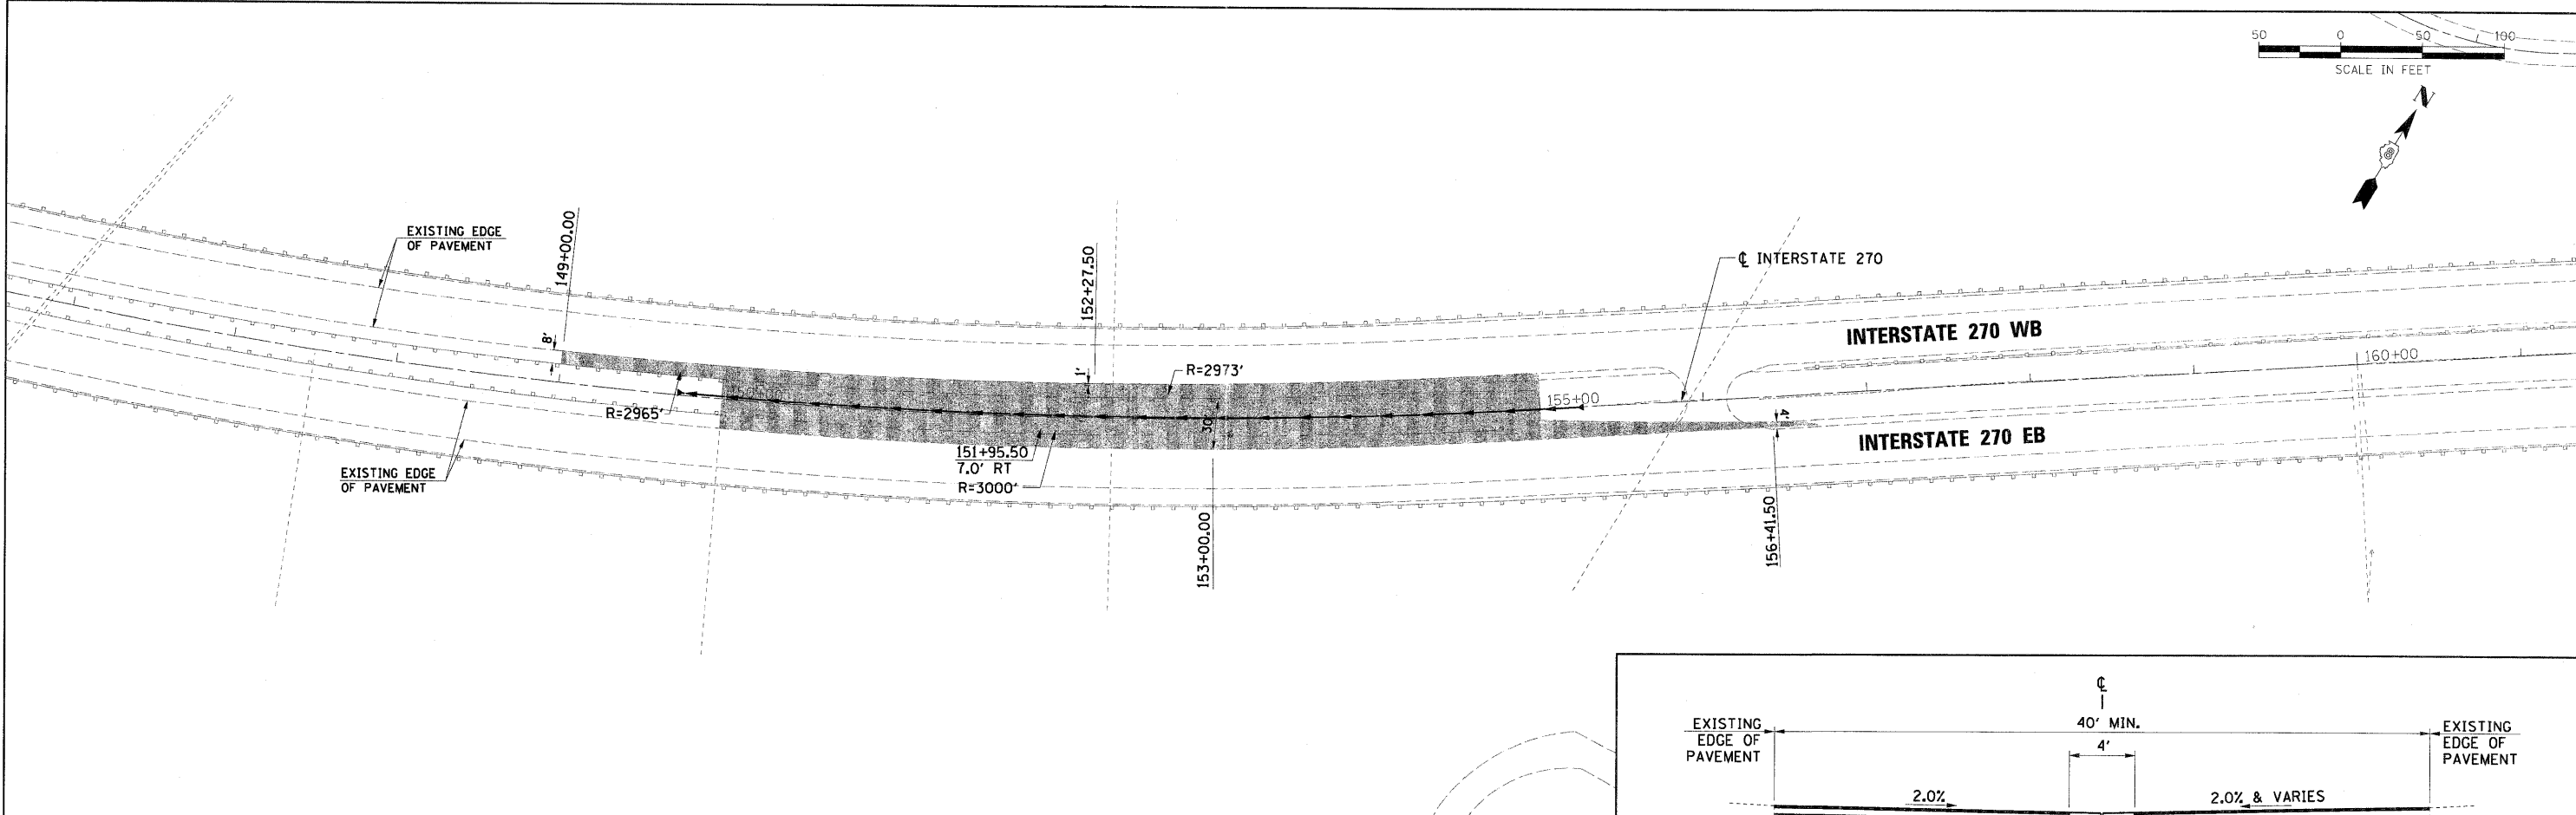 50 0 50 100
SCALE IN FEET
N
EXISTING EDGE
OF PAVEMENT
149+00.00
152+27.50
℄ INTERSTATE 270
INTERSTATE 270 WB
160+00
8'
1'
R=2973'
R=2965'
155+00
30'
4'
INTERSTATE 270 EB
151+95.50
7.0' RT
R=3000'
EXISTING EDGE
OF PAVEMENT
153+00.00
156+41.50
℄
40' MIN.
4'
EXISTING
EDGE OF
PAVEMENT
EXISTING
EDGE OF
PAVEMENT
2.0%
2.0% & VARIES